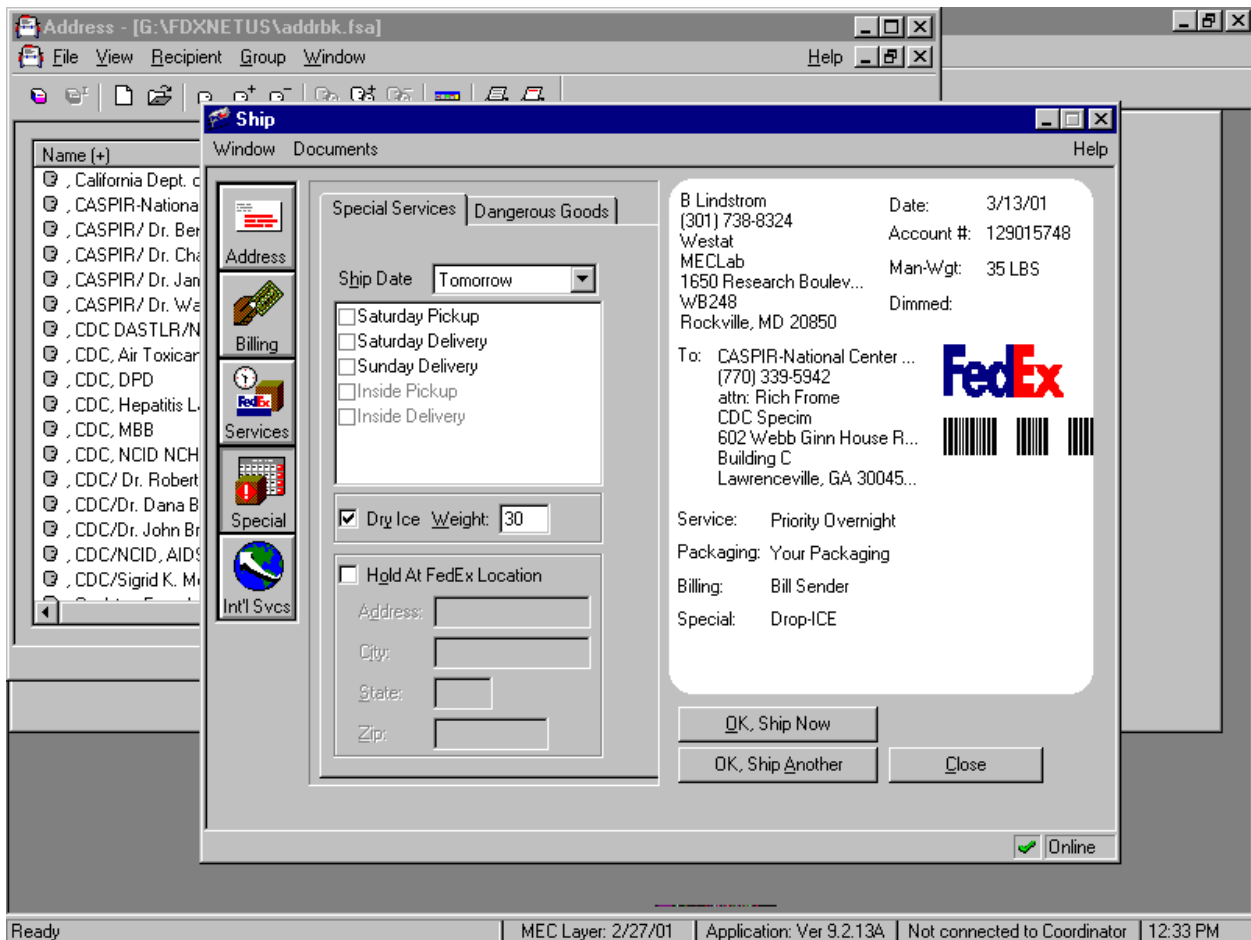 Address - [G:\FDXNETUS\addrbk.fsa]
File View Recipient Group Window Help
Ship
Window Documents Help
Name (+)
, California Dept.
, CASPIR-Nationa
, CASPIR/ Dr. Ber
, CASPIR/ Dr. Cha
, CASPIR/ Dr. Jan
, CASPIR/ Dr. Wa
, CDC DASTLR/N
, CDC, Air Toxicar
, CDC, DPD
, CDC, Hepatitis L
, CDC, MBB
, CDC, NCID NCH
, CDC/ Dr. Robert
, CDC/Dr. Dana B
, CDC/Dr. John Br
, CDC/NCID, AIDS
, CDC/Sigrid K. Mc
Address
Billing
FedEx
Services
Special
Int'l Svcs
Special Services Dangerous Goods
Ship Date Tomorrow
Saturday Pickup
Saturday Delivery
Sunday Delivery
Inside Pickup
Inside Delivery
Dry Ice Weight: 30
Hold At FedEx Location
Address:
City:
State:
Zip:
B Lindstrom
(301) 738-8324
Westat
MECLab
1650 Research Boulev...
WB248
Rockville, MD 20850
Date: 3/13/01
Account #: 129015748
Man-Wgt: 35 LBS
Dimmed:
To: CASPIR-National Center ...
(770) 339-5942
attn: Rich Frome
CDC Specim
602 Webb Ginn House R...
Building C
Lawrenceville, GA 30045...
FedEx
Service: Priority Overnight
Packaging: Your Packaging
Billing: Bill Sender
Special: Drop-ICE
OK, Ship Now
OK, Ship Another Close
Online
Ready MEC Layer: 2/27/01 Application: Ver 9.2.13A Not connected to Coordinator 12:33 PM